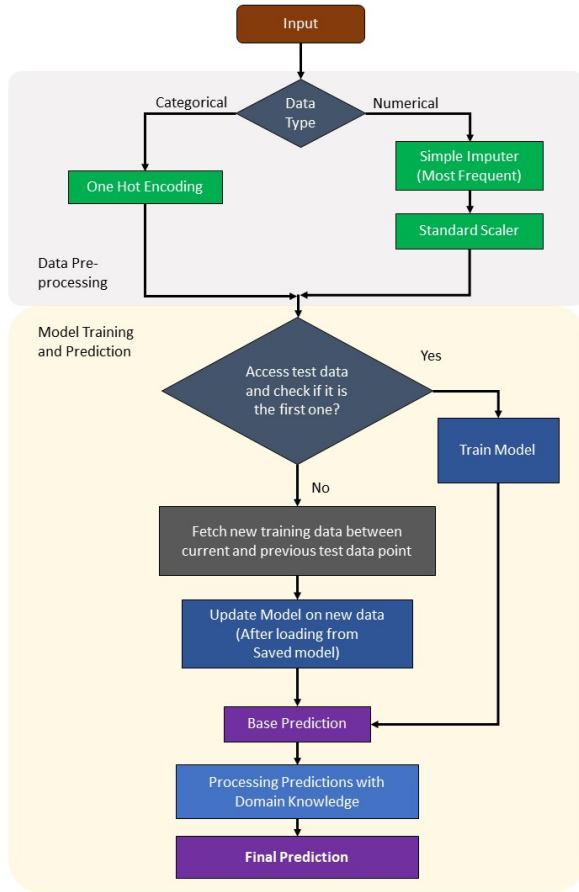 Input
Categorical
Data
Type
Numerical
One Hot Encoding
Simple Imputer
(Most Frequent)
Standard Scaler
Data Pre-
processing
Model Training
and Prediction
Access test data
and check if it is
the first one?
Yes
Train Model
No
Fetch new training data between
current and previous test data point
Update Model on new data
(After loading from
Saved model)
Base Prediction
Processing Predictions with
Domain Knowledge
Final Prediction